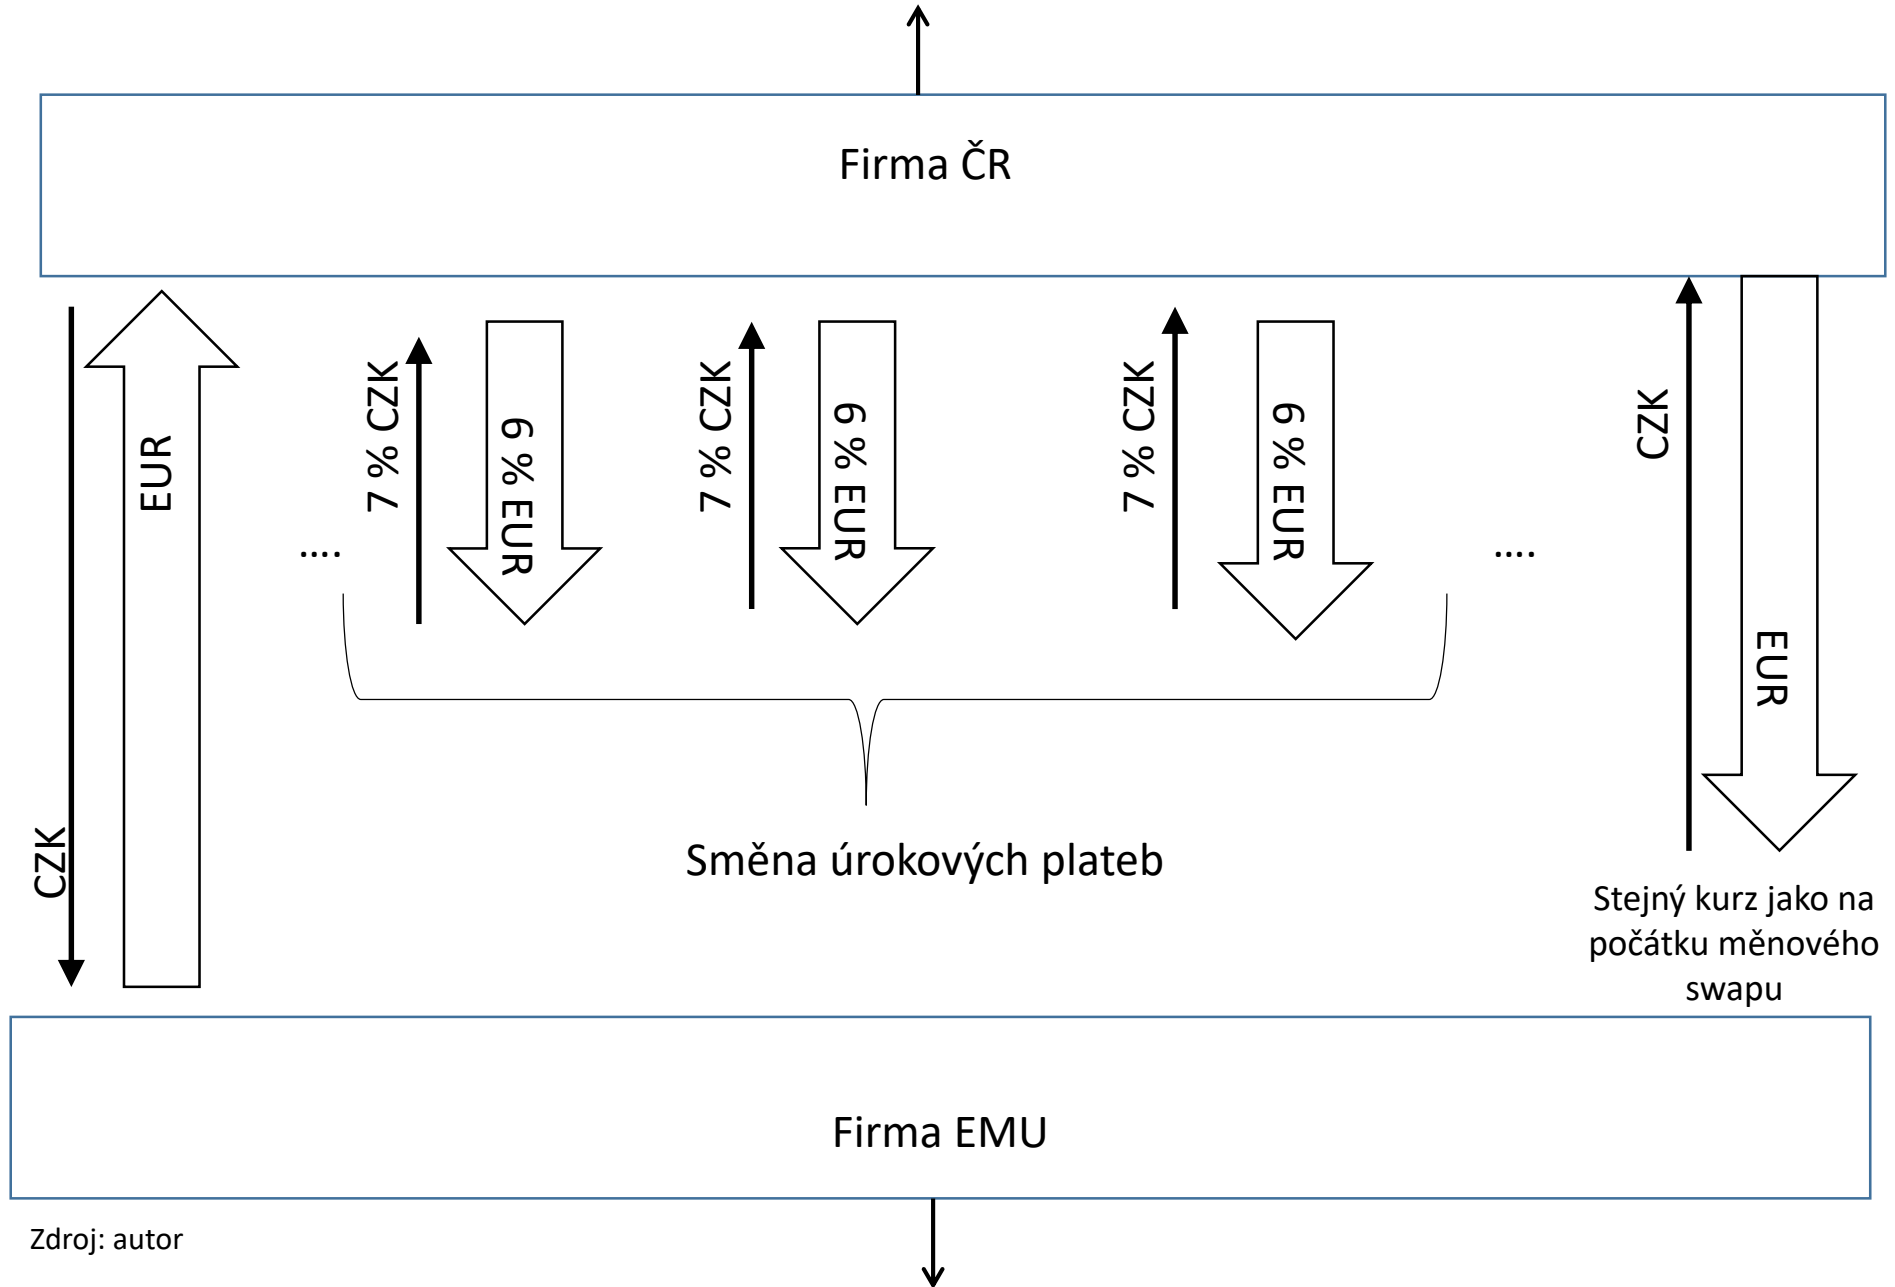 Firma ČR
CZK
EUR
....
7 % CZK
6 % EUR
7 % CZK
6 % EUR
7 % CZK
6 % EUR
....
CZK
EUR
Směna úrokových plateb
Stejný kurz jako na
počátku měnového
swapu
Firma EMU
Zdroj: autor